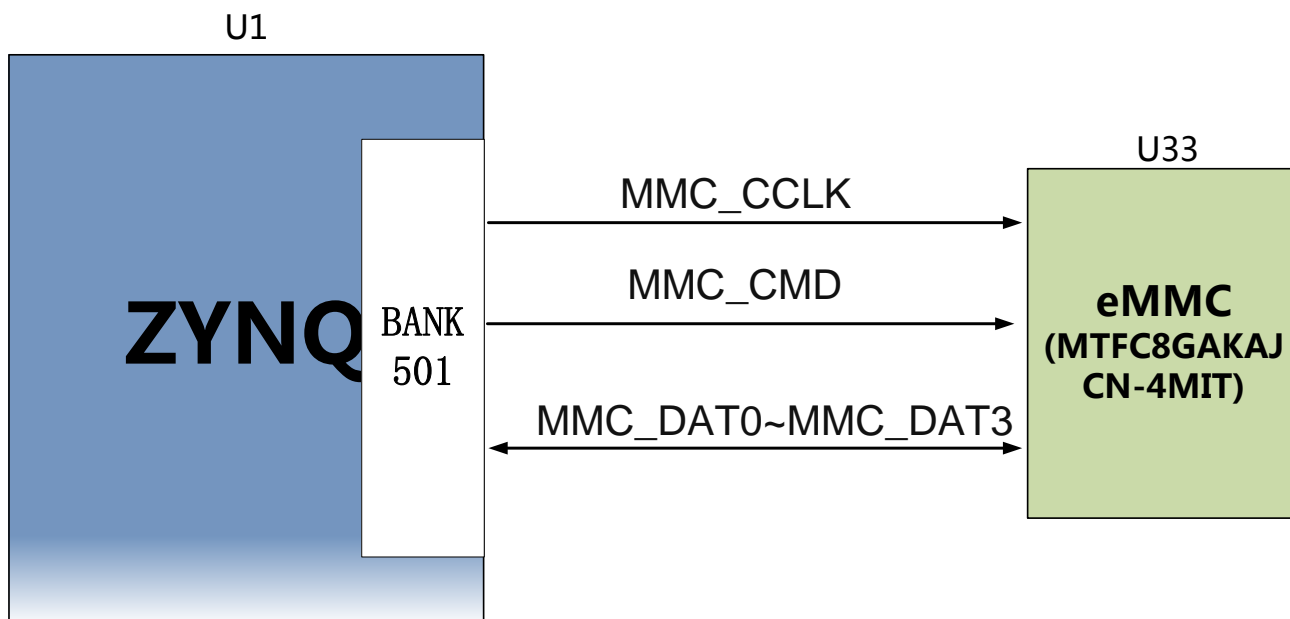 U1
ZYNQ
BANK
501
MMC_CCLK
MMC_CMD
MMC_DAT0~MMC_DAT3
U33
eMMC
(MTFC8GAKAJ
CN-4MIT)